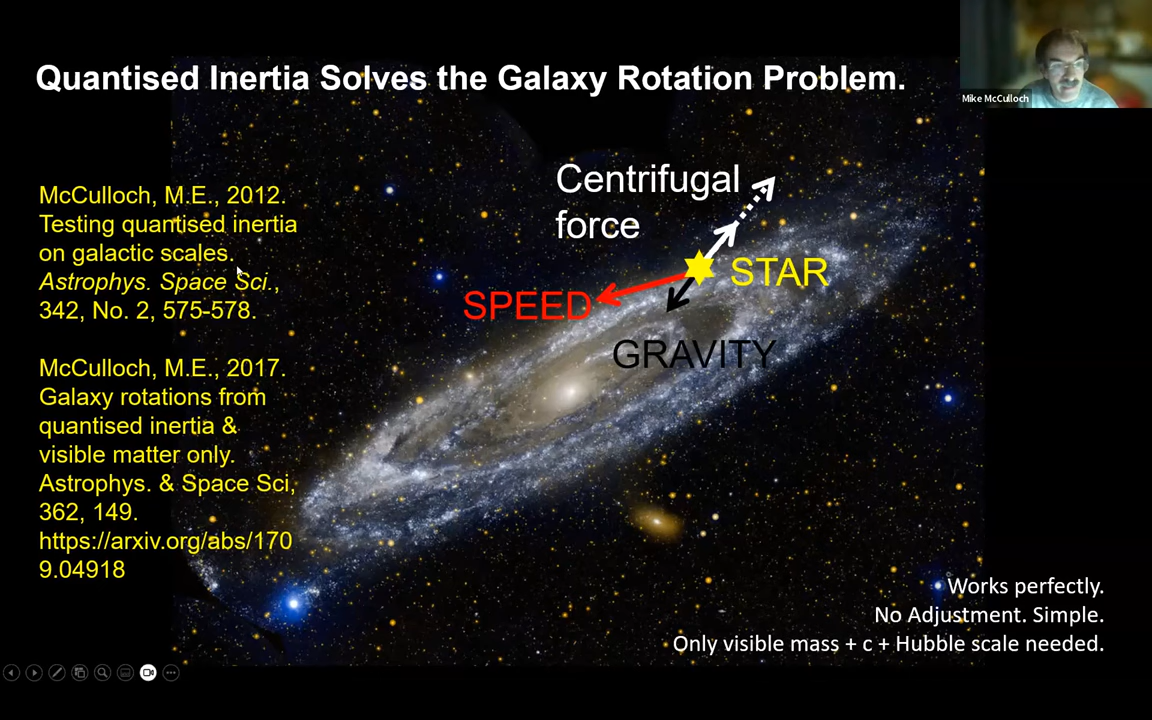 Quantised Inertia Solves the Galaxy Rotation Problem.
Mike McCulloch
McCulloch, M.E., 2012.
Testing quantised inertia
on galactic scales.
Astrophys. Space Sci.,
342, No. 2, 575-578.
McCulloch, M.E., 2017.
Galaxy rotations from
quantised inertia &
visible matter only.
Astrophys. & Space Sci,
362, 149.
https://arxiv.org/abs/170
9.04918
Centrifugal
force
STAR
SPEED
GRAVITY
Works perfectly.
No Adjustment. Simple.
Only visible mass + c + Hubble scale needed.